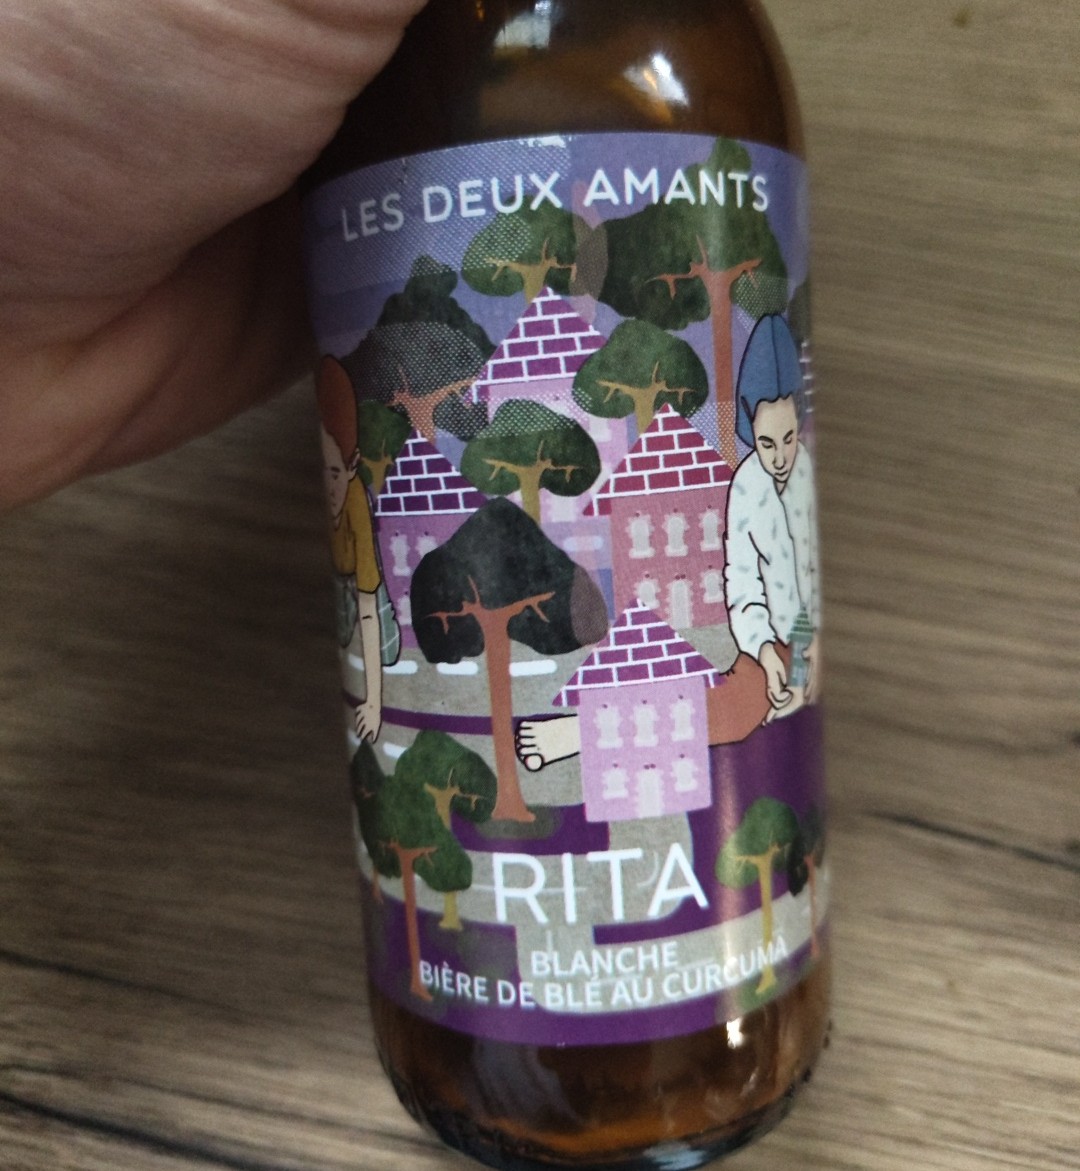 LES DEUX AMANTS
RITA
BLANCHE
BIÈRE DE BLÉ AU CURCUMA